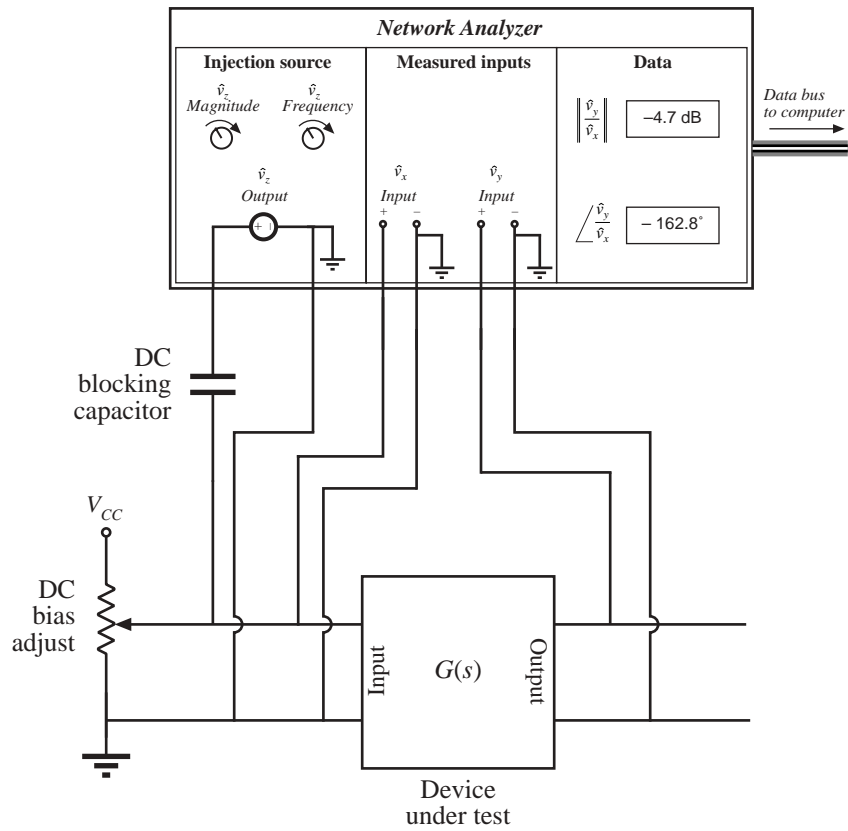 Network Analyzer
Injection source
Measured inputs
Data
v̂z
Magnitude
v̂z
Frequency
v̂y
v̂x
–4.7 dB
Data bus
to computer
v̂z
Output
+ –
v̂x
Input
+ –
v̂y
Input
+ –
v̂y
v̂x
– 162.8˚
DC
blocking
capacitor
VCC
DC
bias
adjust
Input
G(s)
Output
Device
under test